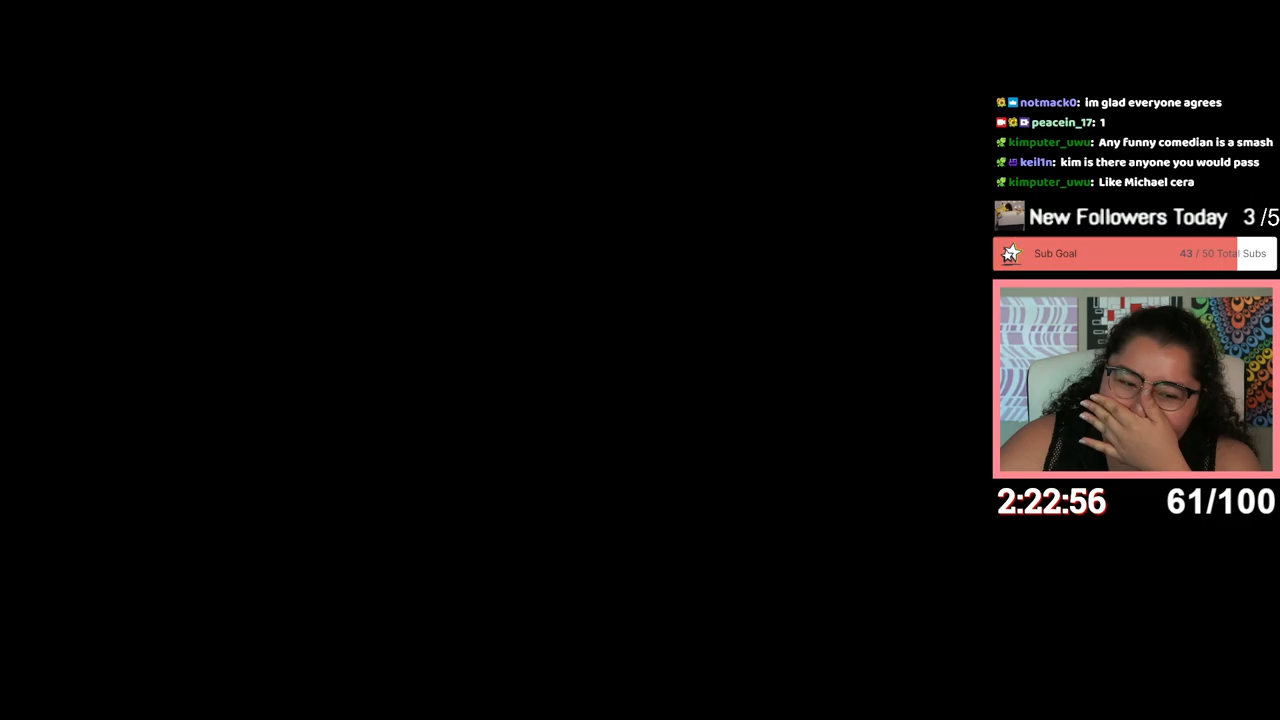 notmack0: im glad everyone agrees
peacein_17: 1
kimputer_uwu: Any funny comedian is a smash
keil1n: kim is there anyone you would pass
kimputer_uwu: Like Michael cera
New Followers Today 3 /5
Sub Goal 43 / 50 Total Subs
2:22:56 61/100